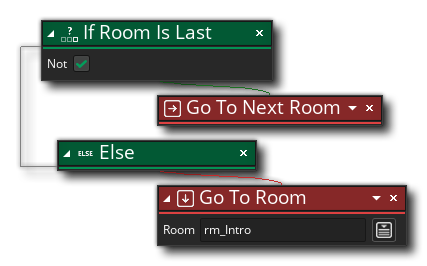 ? If Room Is Last
Not
Go To Next Room
ELSE Else
Go To Room
Room rm_Intro